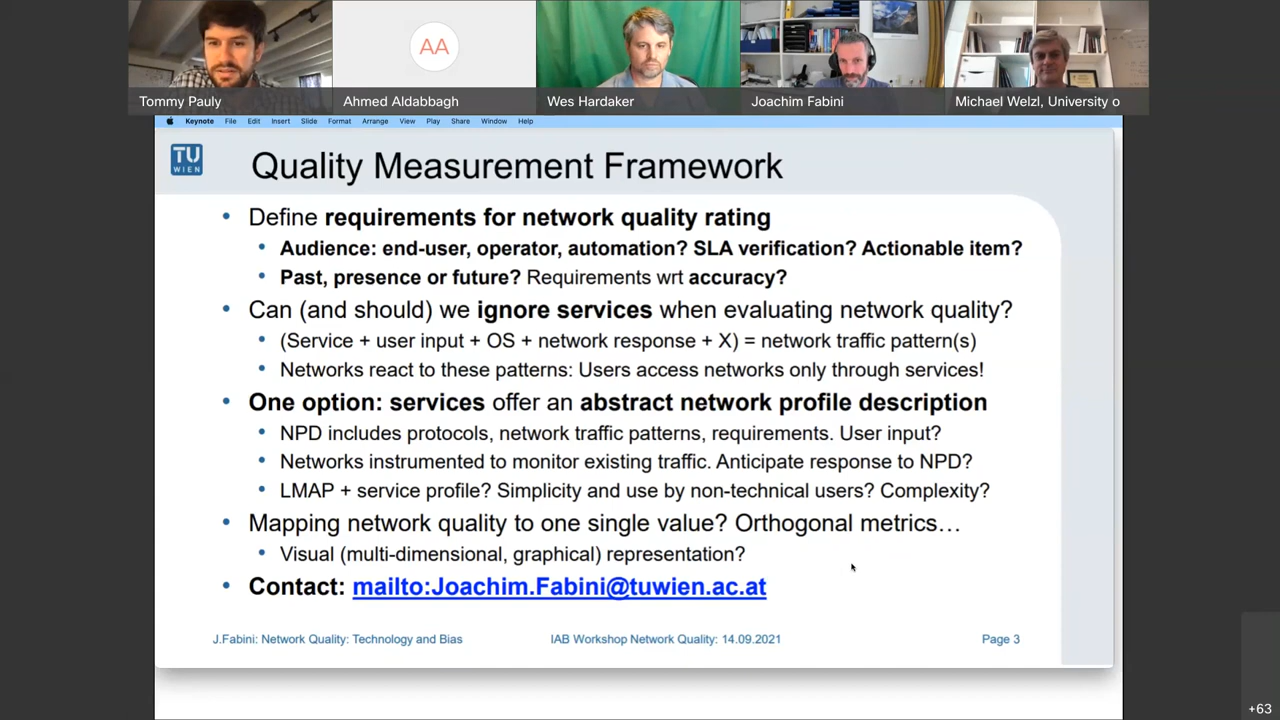 AA
Tommy Pauly
Ahmed Aldabbagh
Wes Hardaker
Joachim Fabini
Michael Welzl, University o
Keynote File Edit Insert Slide Format Arrange View Play Share Window Help
TU
WIEN
Quality Measurement Framework
• Define requirements for network quality rating
• Audience: end-user, operator, automation? SLA verification? Actionable item?
• Past, presence or future? Requirements wrt accuracy?
• Can (and should) we ignore services when evaluating network quality?
• (Service + user input + OS + network response + X) = network traffic pattern(s)
• Networks react to these patterns: Users access networks only through services!
• One option: services offer an abstract network profile description
• NPD includes protocols, network traffic patterns, requirements. User input?
• Networks instrumented to monitor existing traffic. Anticipate response to NPD?
• LMAP + service profile? Simplicity and use by non-technical users? Complexity?
• Mapping network quality to one single value? Orthogonal metrics…
• Visual (multi-dimensional, graphical) representation?
• Contact: mailto:Joachim.Fabini@tuwien.ac.at
J.Fabini: Network Quality: Technology and Bias
IAB Workshop Network Quality: 14.09.2021
Page 3
+63